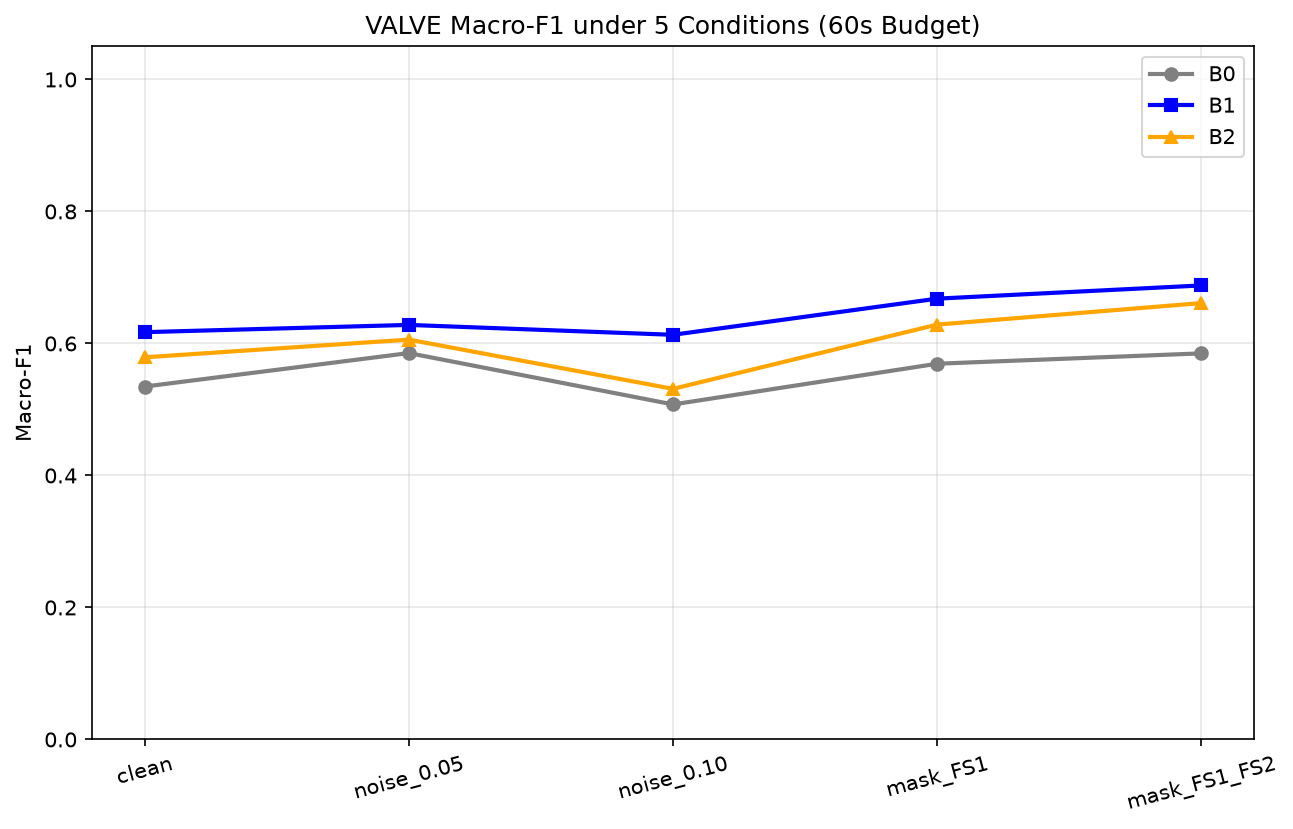 VALVE Macro-F1 under 5 Conditions (60s Budget)
B0
B1
B2
Macro-F1
1.0
0.8
0.6
0.4
0.2
0.0
clean
noise_0.05
noise_0.10
mask_FS1
mask_FS1_FS2